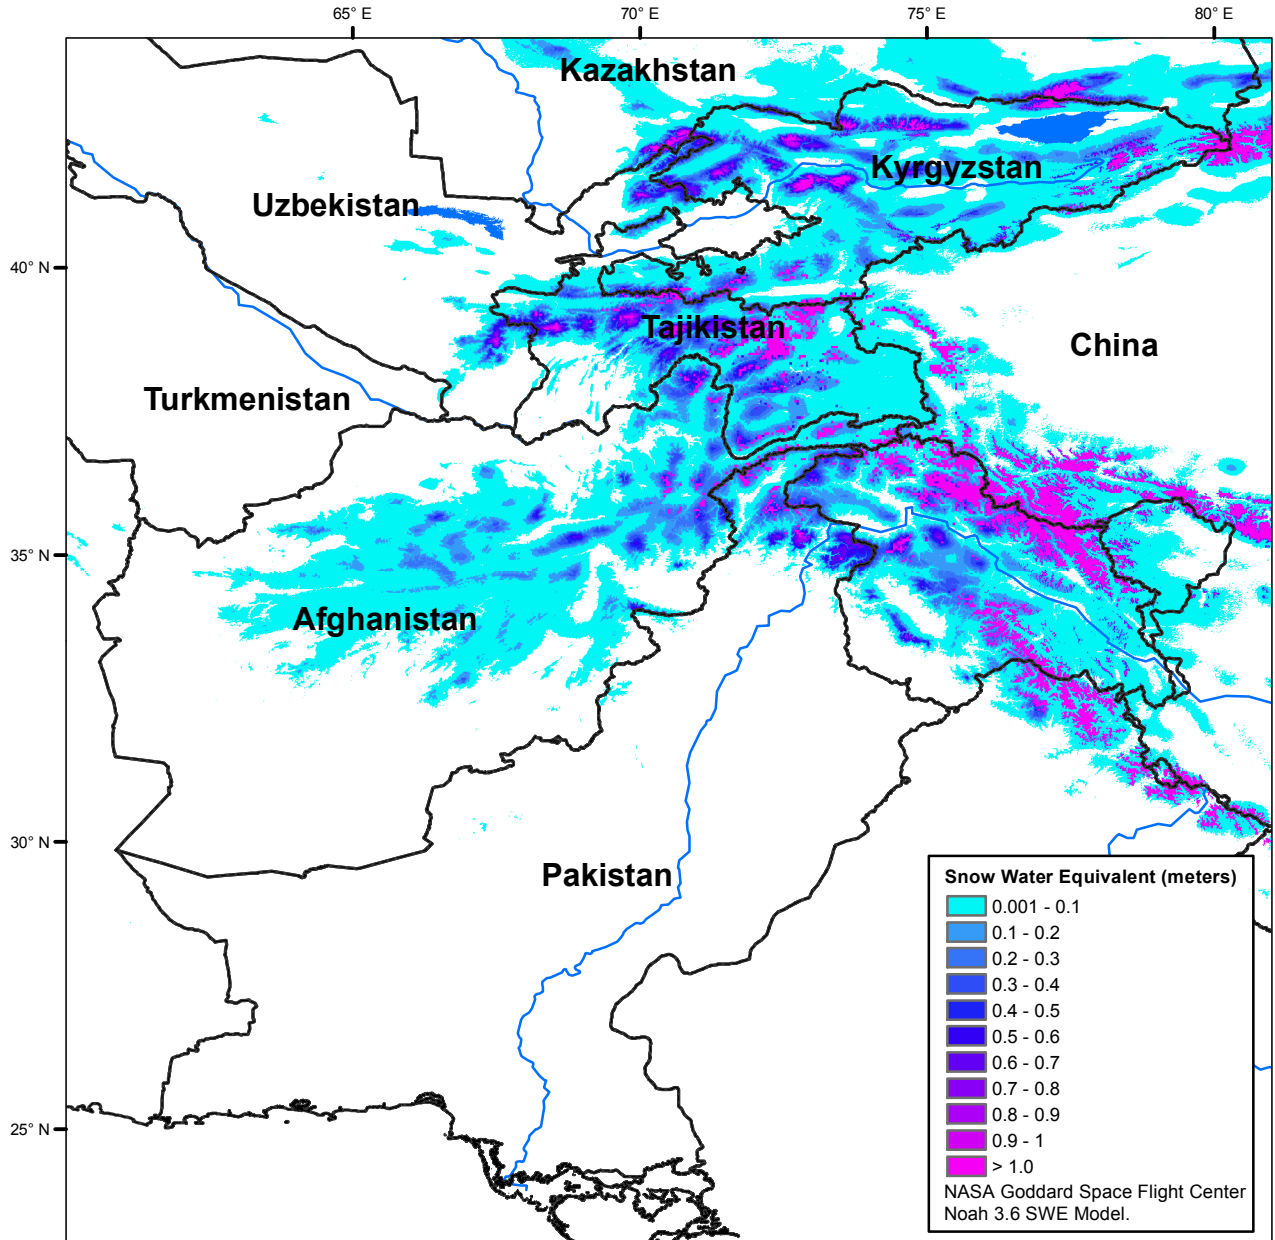 65° E 70° E 75° E 80° E
Kazakhstan
Kyrgyzstan
Uzbekistan
40° N
Tajikistan
China
Turkmenistan
35° N
Afghanistan
30° N
Pakistan
25° N
Snow Water Equivalent (meters)
0.001 - 0.1
0.1 - 0.2
0.2 - 0.3
0.3 - 0.4
0.4 - 0.5
0.5 - 0.6
0.6 - 0.7
0.7 - 0.8
0.8 - 0.9
0.9 - 1
> 1.0
NASA Goddard Space Flight Center
Noah 3.6 SWE Model.